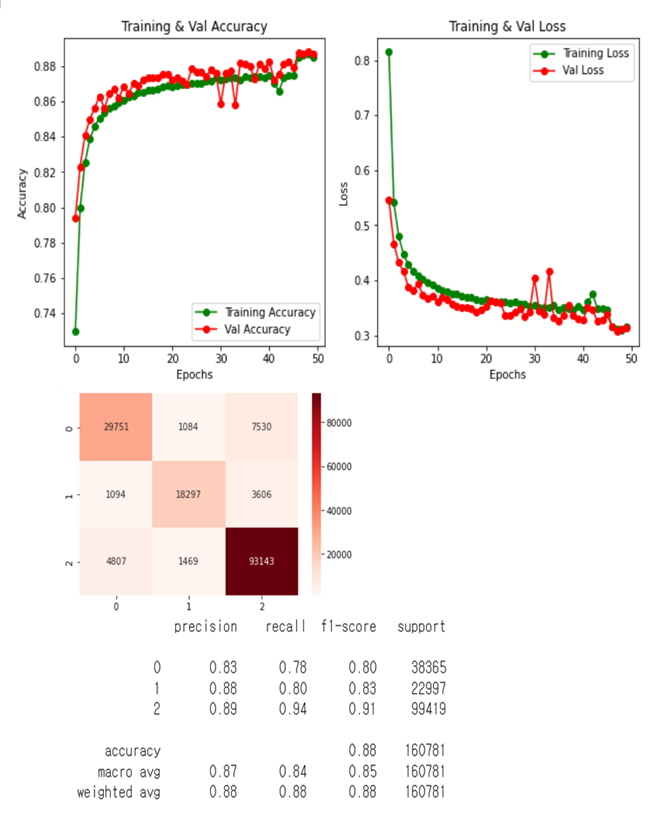 Training & Val Accuracy
Training & Val Loss
Accuracy
0.88
0.86
0.84
0.82
0.80
0.78
0.76
0.74
Training Accuracy
Val Accuracy
0 10 20 30 40 50
Epochs
Loss
0.8
0.7
0.6
0.5
0.4
0.3
Training Loss
Val Loss
0 10 20 30 40 50
Epochs
0 29751 1084 7530
1 1094 18297 3606
2 4807 1469 93143
0 1 2
80000
60000
40000
20000
precision recall f1-score support
0 0.83 0.78 0.80 38365
1 0.88 0.80 0.83 22997
2 0.89 0.94 0.91 99419
accuracy 0.88 160781
macro avg 0.87 0.84 0.85 160781
weighted avg 0.88 0.88 0.88 160781